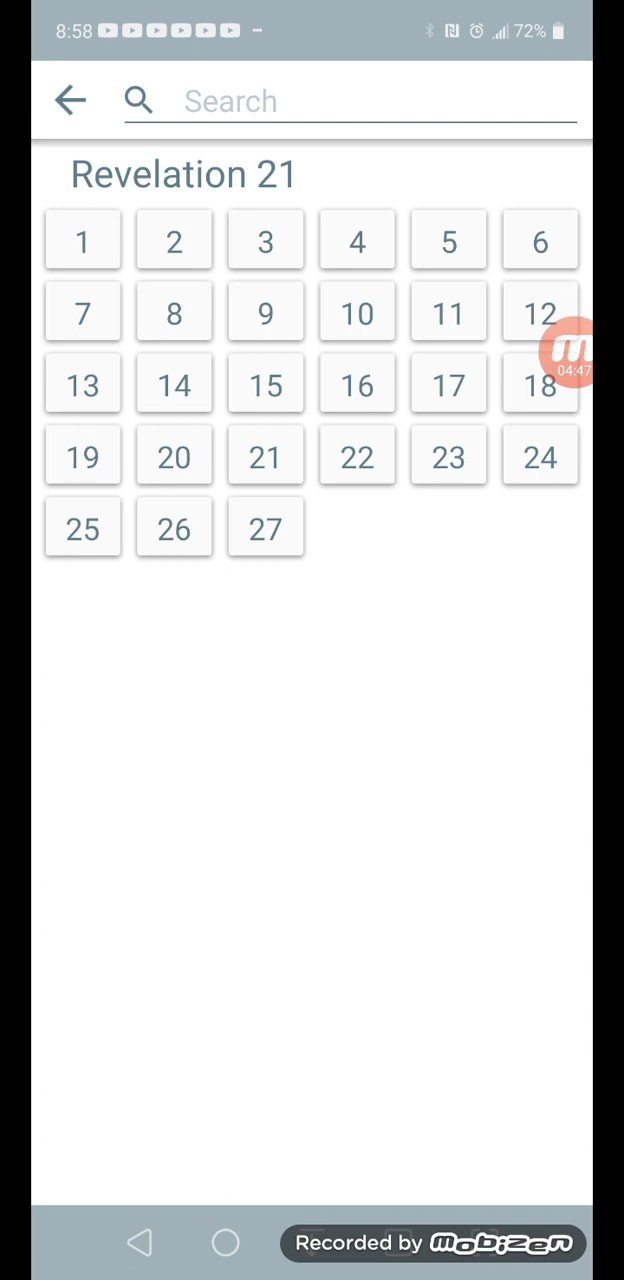 8:58 72%
Search
Revelation 21
1 2 3 4 5 6
7 8 9 10 11 12
04:47
13 14 15 16 17 18
19 20 21 22 23 24
25 26 27
Recorded by mobizen